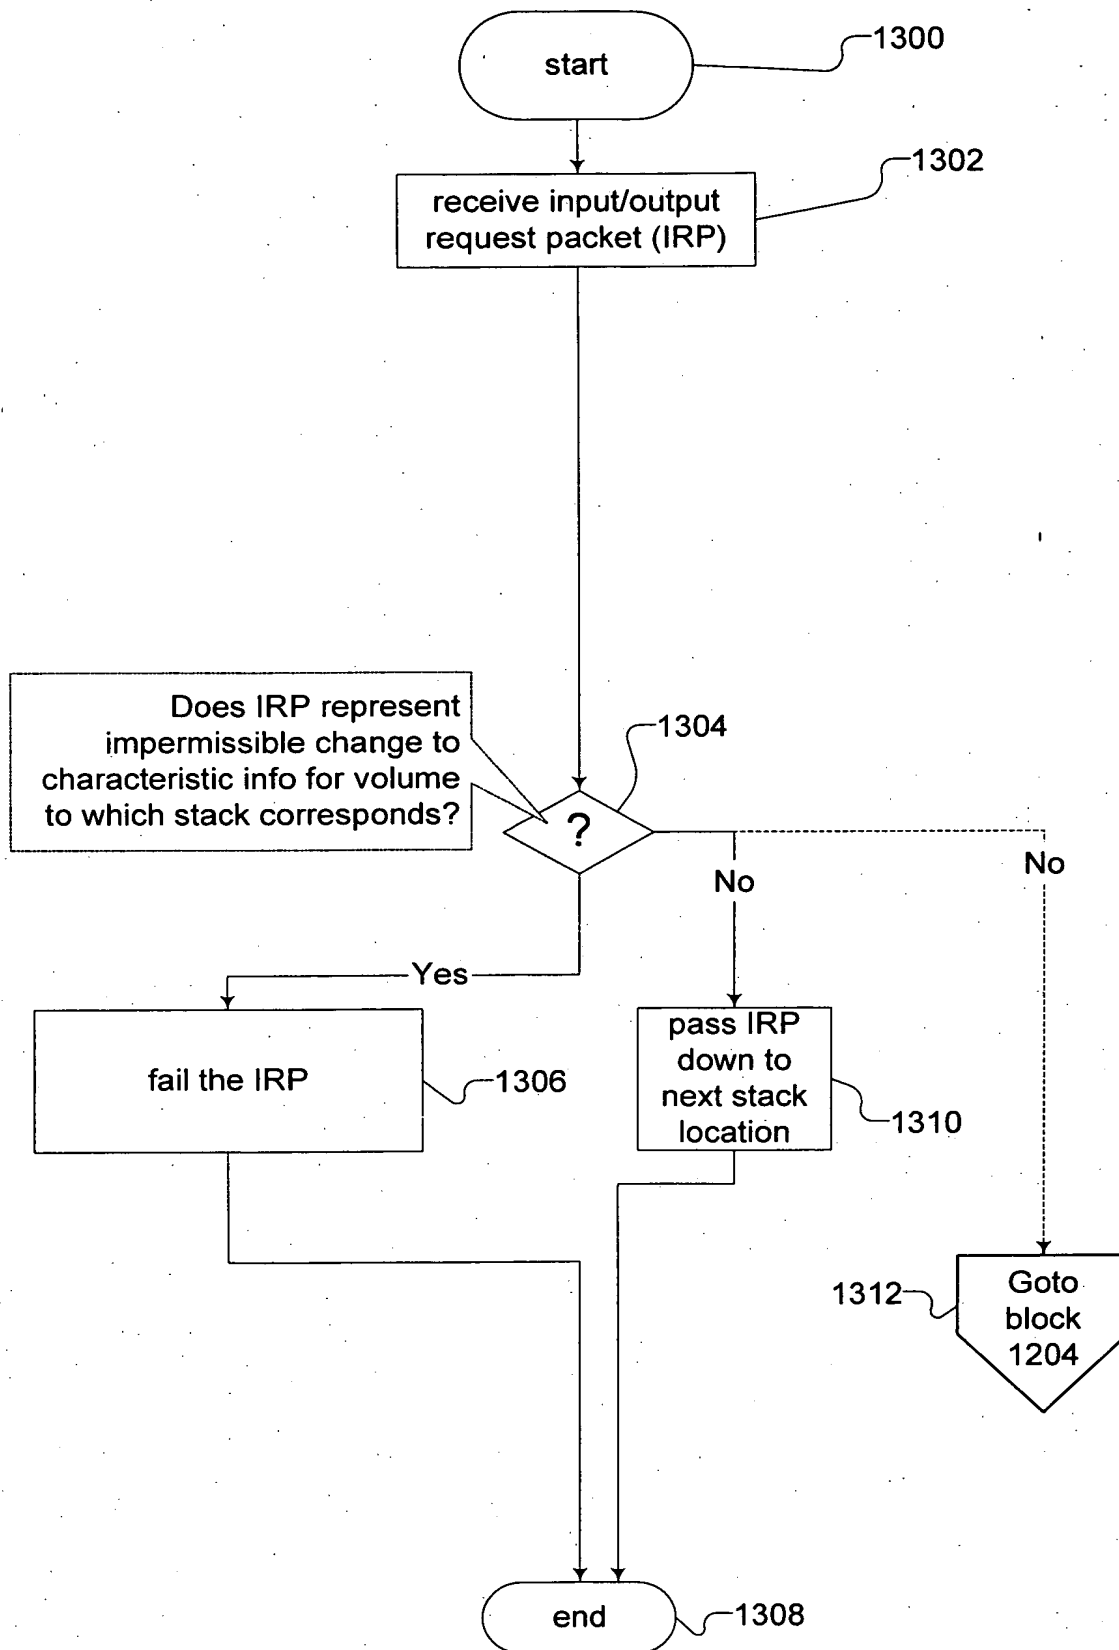 start
1300
1302
receive input/output
request packet (IRP)
Does IRP represent
impermissible change to
characteristic info for volume
to which stack corresponds?
1304
?
No
No
Yes
fail the IRP
1306
pass IRP
down to
next stack
location
1310
1312
Goto
block
1204
end
1308